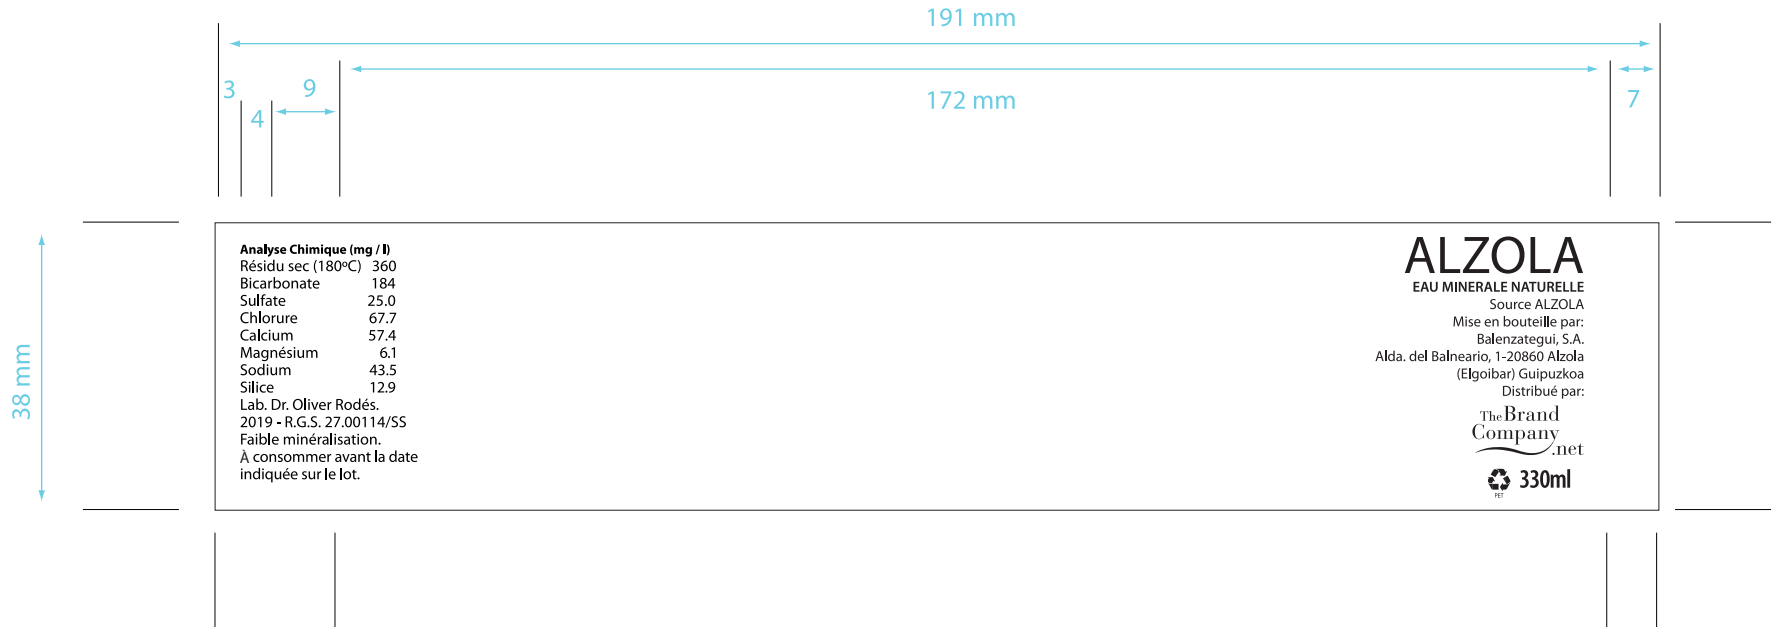 191 mm
3
4
9
172 mm
7
38 mm
Analyse Chimique (mg / l)
Résidu sec (180ºC) 360
Bicarbonate 184
Sulfate 25.0
Chlorure 67.7
Calcium 57.4
Magnésium 6.1
Sodium 43.5
Silice 12.9
Lab. Dr. Oliver Rodés.
2019 - R.G.S. 27.00114/SS
Faible minéralisation.
À consommer avant la date
indiquée sur le lot.
ALZOLA
EAU MINERALE NATURELLE
Source ALZOLA
Mise en bouteille par:
Balenzategui, S.A.
Alda. del Balneario, 1-20860 Alzola
(Elgoibar) Guipuzkoa
Distribué par:
The Brand
Company
.net
PET
330ml